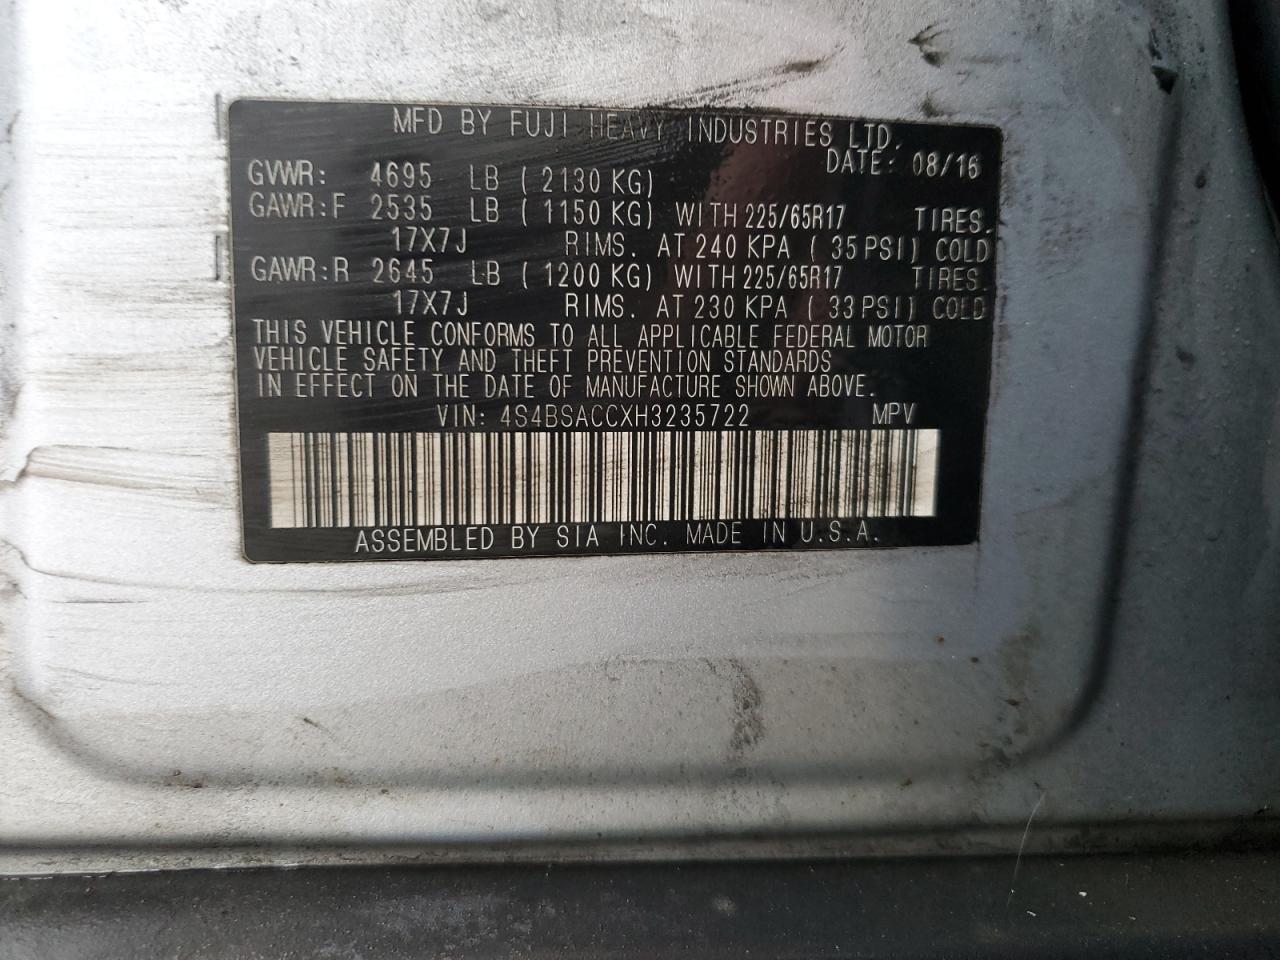 MFD BY FUJI HEAVY INDUSTRIES LTD.
DATE: 08/16
GVWR: 4695 LB ( 2130 KG)
GAWR:F 2535 LB ( 1150 KG) WITH 225/65R17 TIRES.
17X7J RIMS. AT 240 KPA ( 35 PSI) COLD
GAWR:R 2645 LB ( 1200 KG) WITH 225/65R17 TIRES.
17X7J RIMS. AT 230 KPA ( 33 PSI) COLD
THIS VEHICLE CONFORMS TO ALL APPLICABLE FEDERAL MOTOR
VEHICLE SAFETY AND THEFT PREVENTION STANDARDS
IN EFFECT ON THE DATE OF MANUFACTURE SHOWN ABOVE.
VIN: 4S4BSACCXH3235722 MPV
ASSEMBLED BY SIA INC. MADE IN U.S.A.